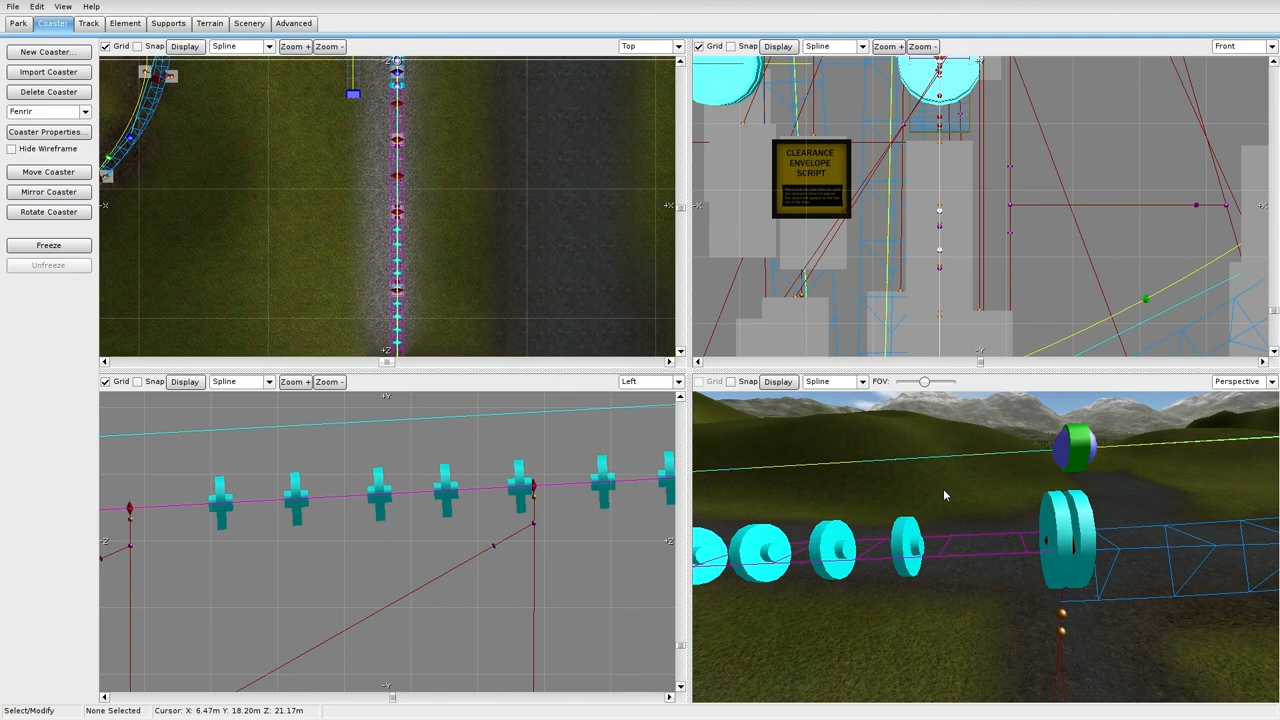 File Edit View Help
Park Coaster Track Element Supports Terrain Scenery Advanced
New Coaster...
Import Coaster
Delete Coaster
Fenrir
Coaster Properties...
Hide Wireframe
Move Coaster
Mirror Coaster
Rotate Coaster
Freeze
Unfreeze
Grid Snap Display Spline Zoom + Zoom - Top
-X
+X
+Z
Grid Snap Display Spline Zoom + Zoom - Front
CLEARANCE
ENVELOPE
SCRIPT
-X
+X
-Y
Grid Snap Display Spline Zoom + Zoom - Left
+Y
-Z
+Z
-Y
Grid Snap Display Spline FOV: Perspective
Select/Modify None Selected Cursor: X: 6.47m Y: 18.20m Z: 21.17m